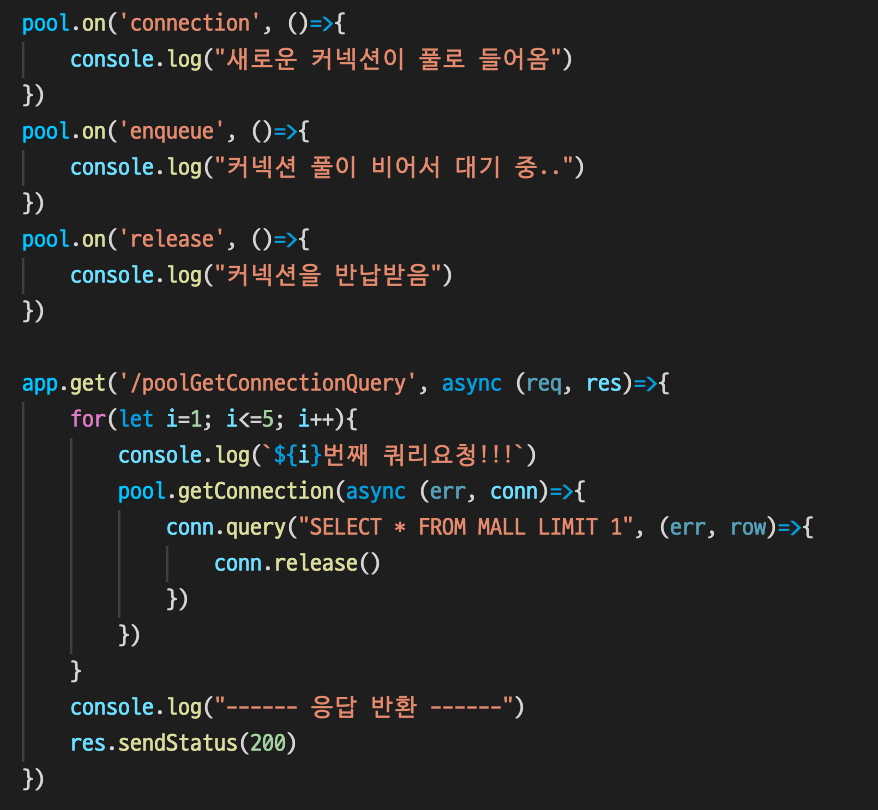 pool.on('connection', ()=>{
    console.log("새로운 커넥션이 풀로 들어옴")
})
pool.on('enqueue', ()=>{
    console.log("커넥션 풀이 비어서 대기 중..")
})
pool.on('release', ()=>{
    console.log("커넥션을 반납받음")
})

app.get('/poolGetConnectionQuery', async (req, res)=>{
    for(let i=1; i<=5; i++){
        console.log(`${i}번째 쿼리요청!!!`)
        pool.getConnection(async (err, conn)=>{
            conn.query("SELECT * FROM MALL LIMIT 1", (err, row)=>{
                conn.release()
            })
        })
    }
    console.log("------ 응답 반환 ------")
    res.sendStatus(200)
})